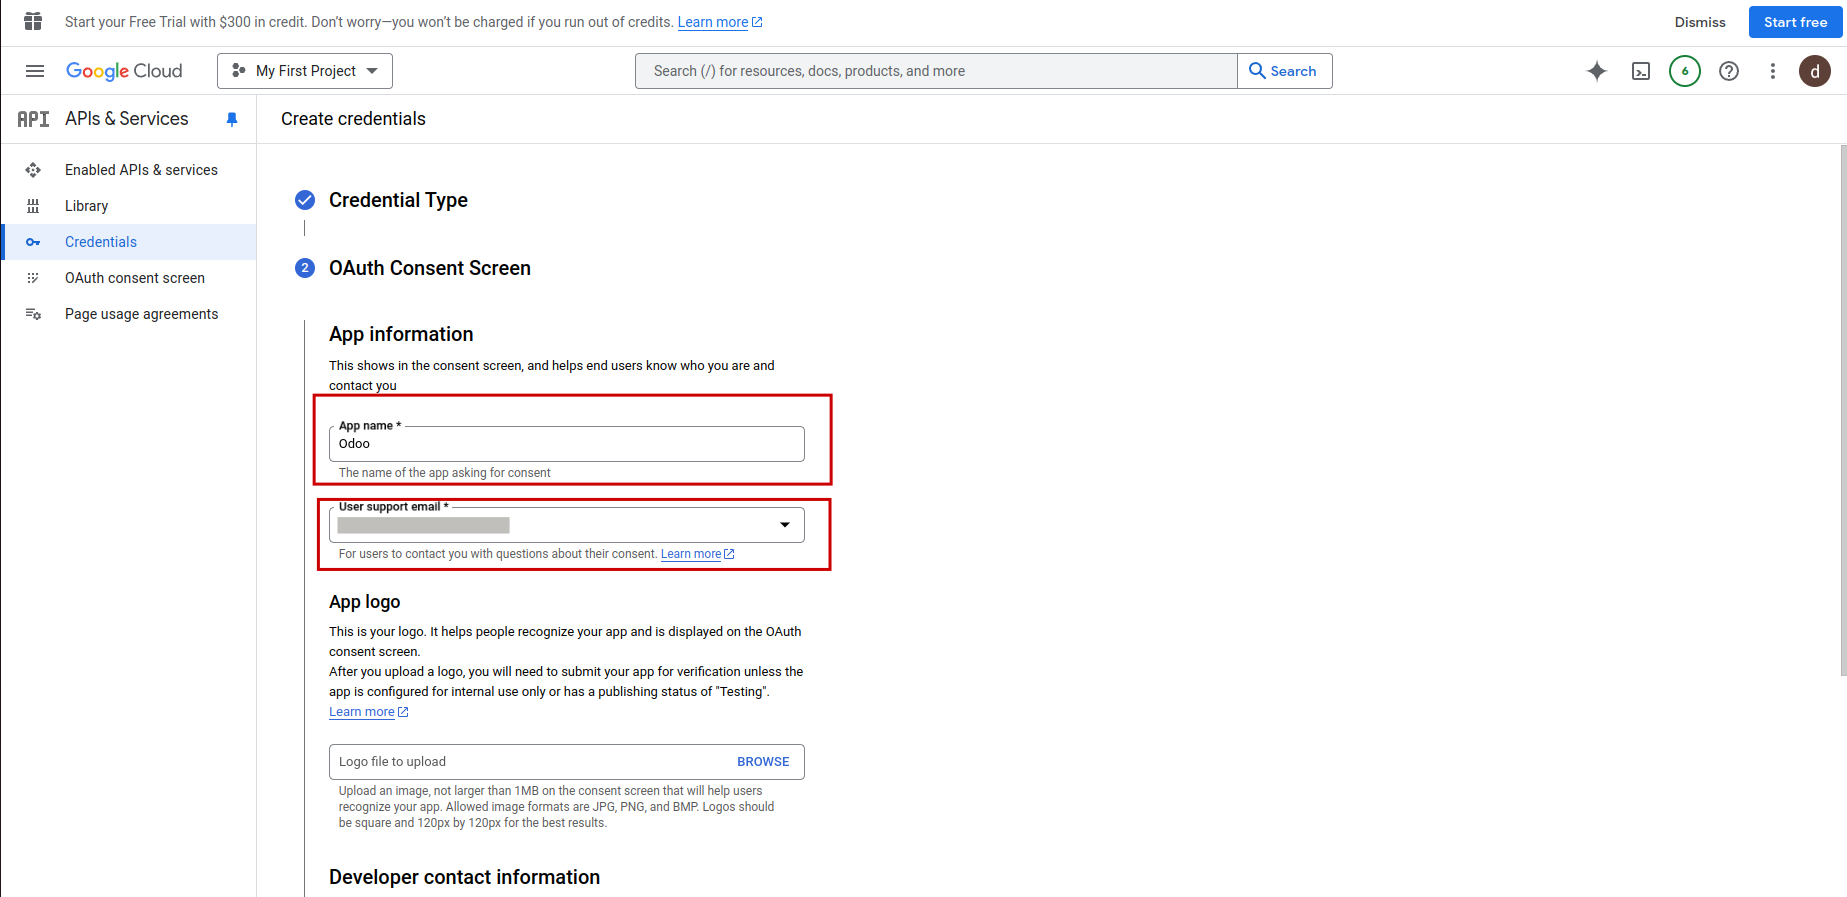 Start your Free Trial with $300 in credit. Don't worry—you won't be charged if you run out of credits. Learn more
Dismiss
Start free
Google Cloud
My First Project
Search (/) for resources, docs, products, and more
Search
6
d
API APIs & Services
Create credentials
Enabled APIs & services
Library
Credentials
OAuth consent screen
Page usage agreements
Credential Type
2 OAuth Consent Screen
App information
This shows in the consent screen, and helps end users know who you are and
contact you
App name *
Odoo
The name of the app asking for consent
User support email *
For users to contact you with questions about their consent. Learn more
App logo
This is your logo. It helps people recognize your app and is displayed on the OAuth
consent screen.
After you upload a logo, you will need to submit your app for verification unless the
app is configured for internal use only or has a publishing status of "Testing".
Learn more
Logo file to upload
BROWSE
Upload an image, not larger than 1MB on the consent screen that will help users
recognize your app. Allowed image formats are JPG, PNG, and BMP. Logos should
be square and 120px by 120px for the best results.
Developer contact information